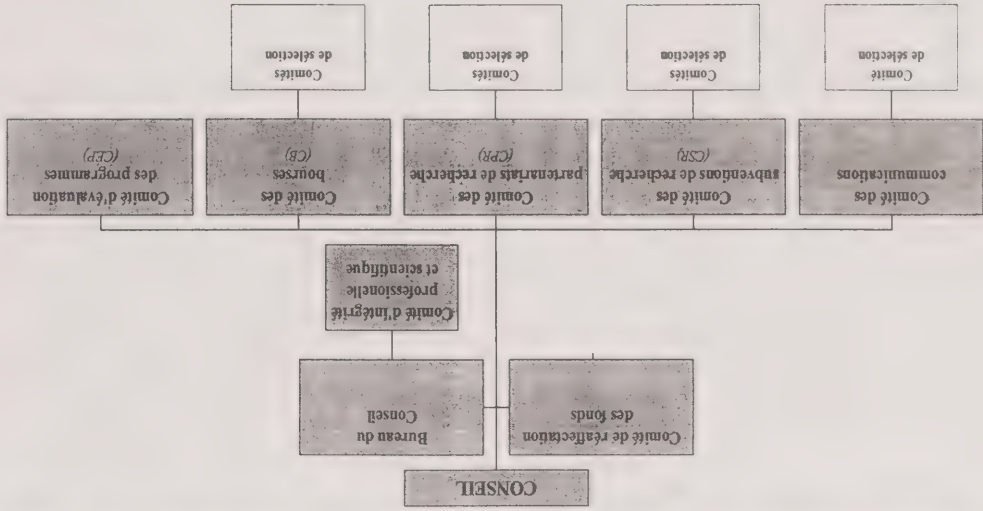 CONSEIL
Comité de réaffectation
des fonds
Bureau du
Conseil
Comité d'intégrité
professionelle
et scientifique
Comité des
communications
Comité des
subventions de recherche
(CSR)
Comité des
partenariats de recherche
(CPR)
Comité des
bourses
(CB)
Comité d'évaluation
des programmes
(CEP)
Comité
de sélection
Comités
de sélection
Comités
de sélection
Comités
de sélection